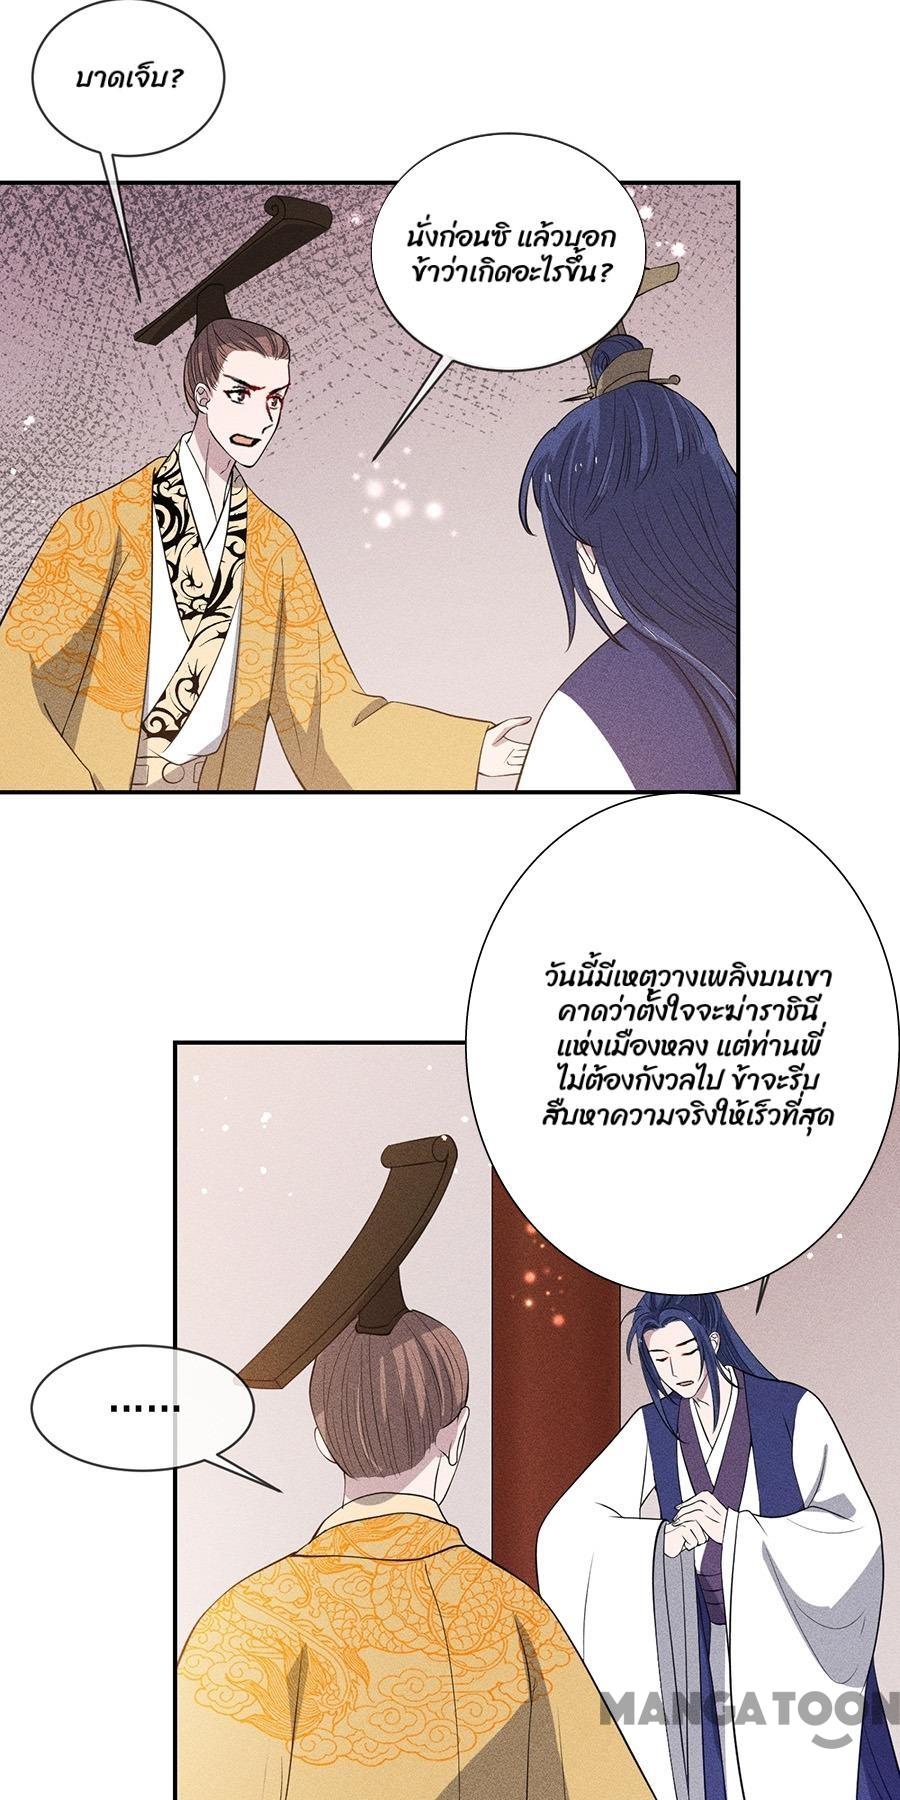 บาดเจ็บ?
นั่งก่อนซิ แล้วบอก
ข้าว่าเกิดอะไรขึ้น?
วันนี้มีเหตุวางเพลิงบนเขา
คาดว่าตั้งใจจะฆ่าราชินี
แห่งเมืองหลง แต่ท่านพี่
ไม่ต้องกังวลไป ข้าจะรีบ
สืบหาความจริงให้เร็วที่สุด
......
MANGATOON